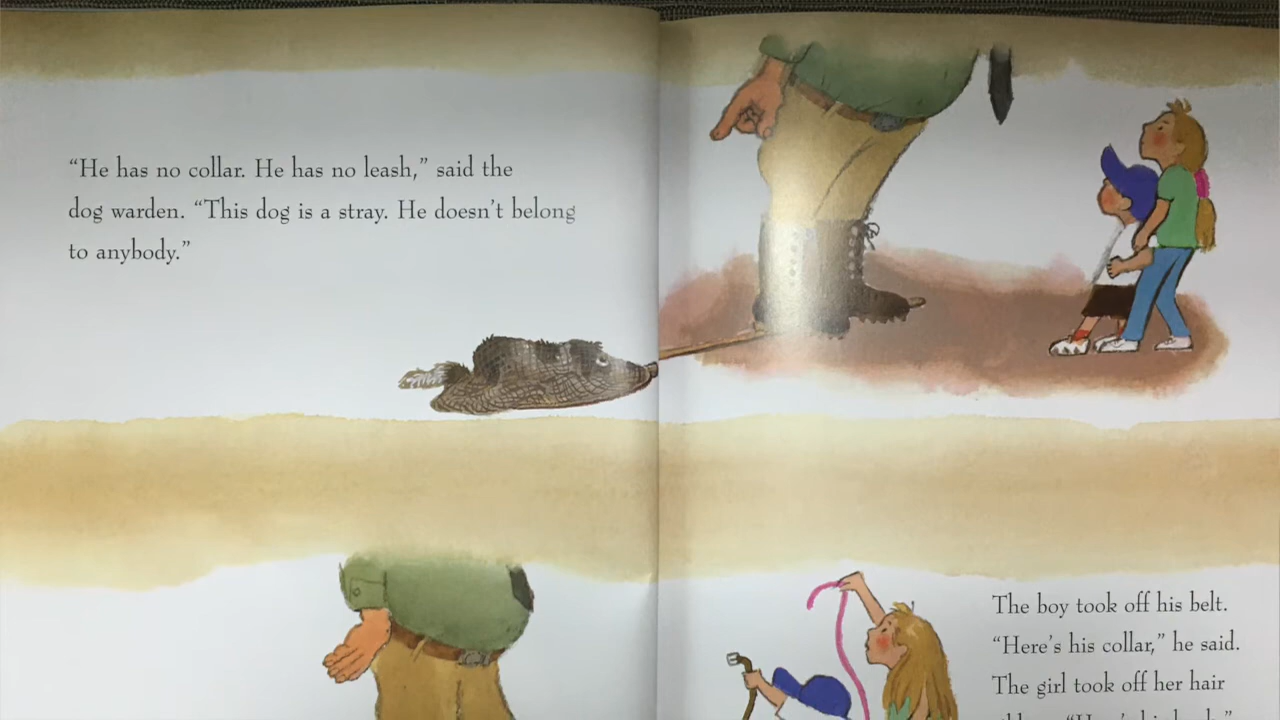 “He has no collar. He has no leash,” said the
dog warden. “This dog is a stray. He doesn’t belong
to anybody.”
The boy took off his belt.
“Here’s his collar,” he said.
The girl took off her hair